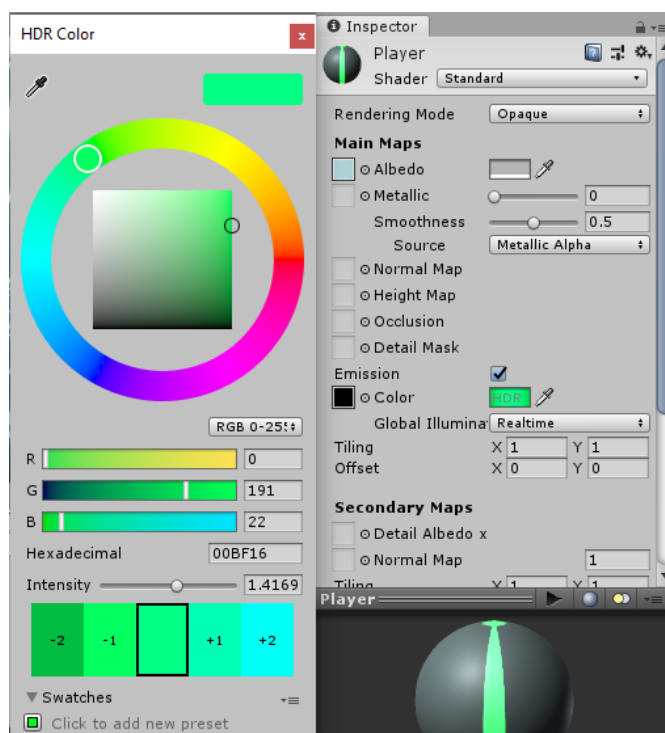 HDR Color
x
RGB 0-255
R 0
G 191
B 22
Hexadecimal 00BF16
Intensity 1.4169
-2 -1 +1 +2
Swatches
Click to add new preset
Inspector
Player
Shader Standard
Rendering Mode Opaque
Main Maps
Albedo
Metallic 0
Smoothness 0.5
Source Metallic Alpha
Normal Map
Height Map
Occlusion
Detail Mask
Emission
Color HDR
Global Illumina Realtime
Tiling X 1 Y 1
Offset X 0 Y 0
Secondary Maps
Detail Albedo x
Normal Map 1
Tiling X 1 Y 1
Player